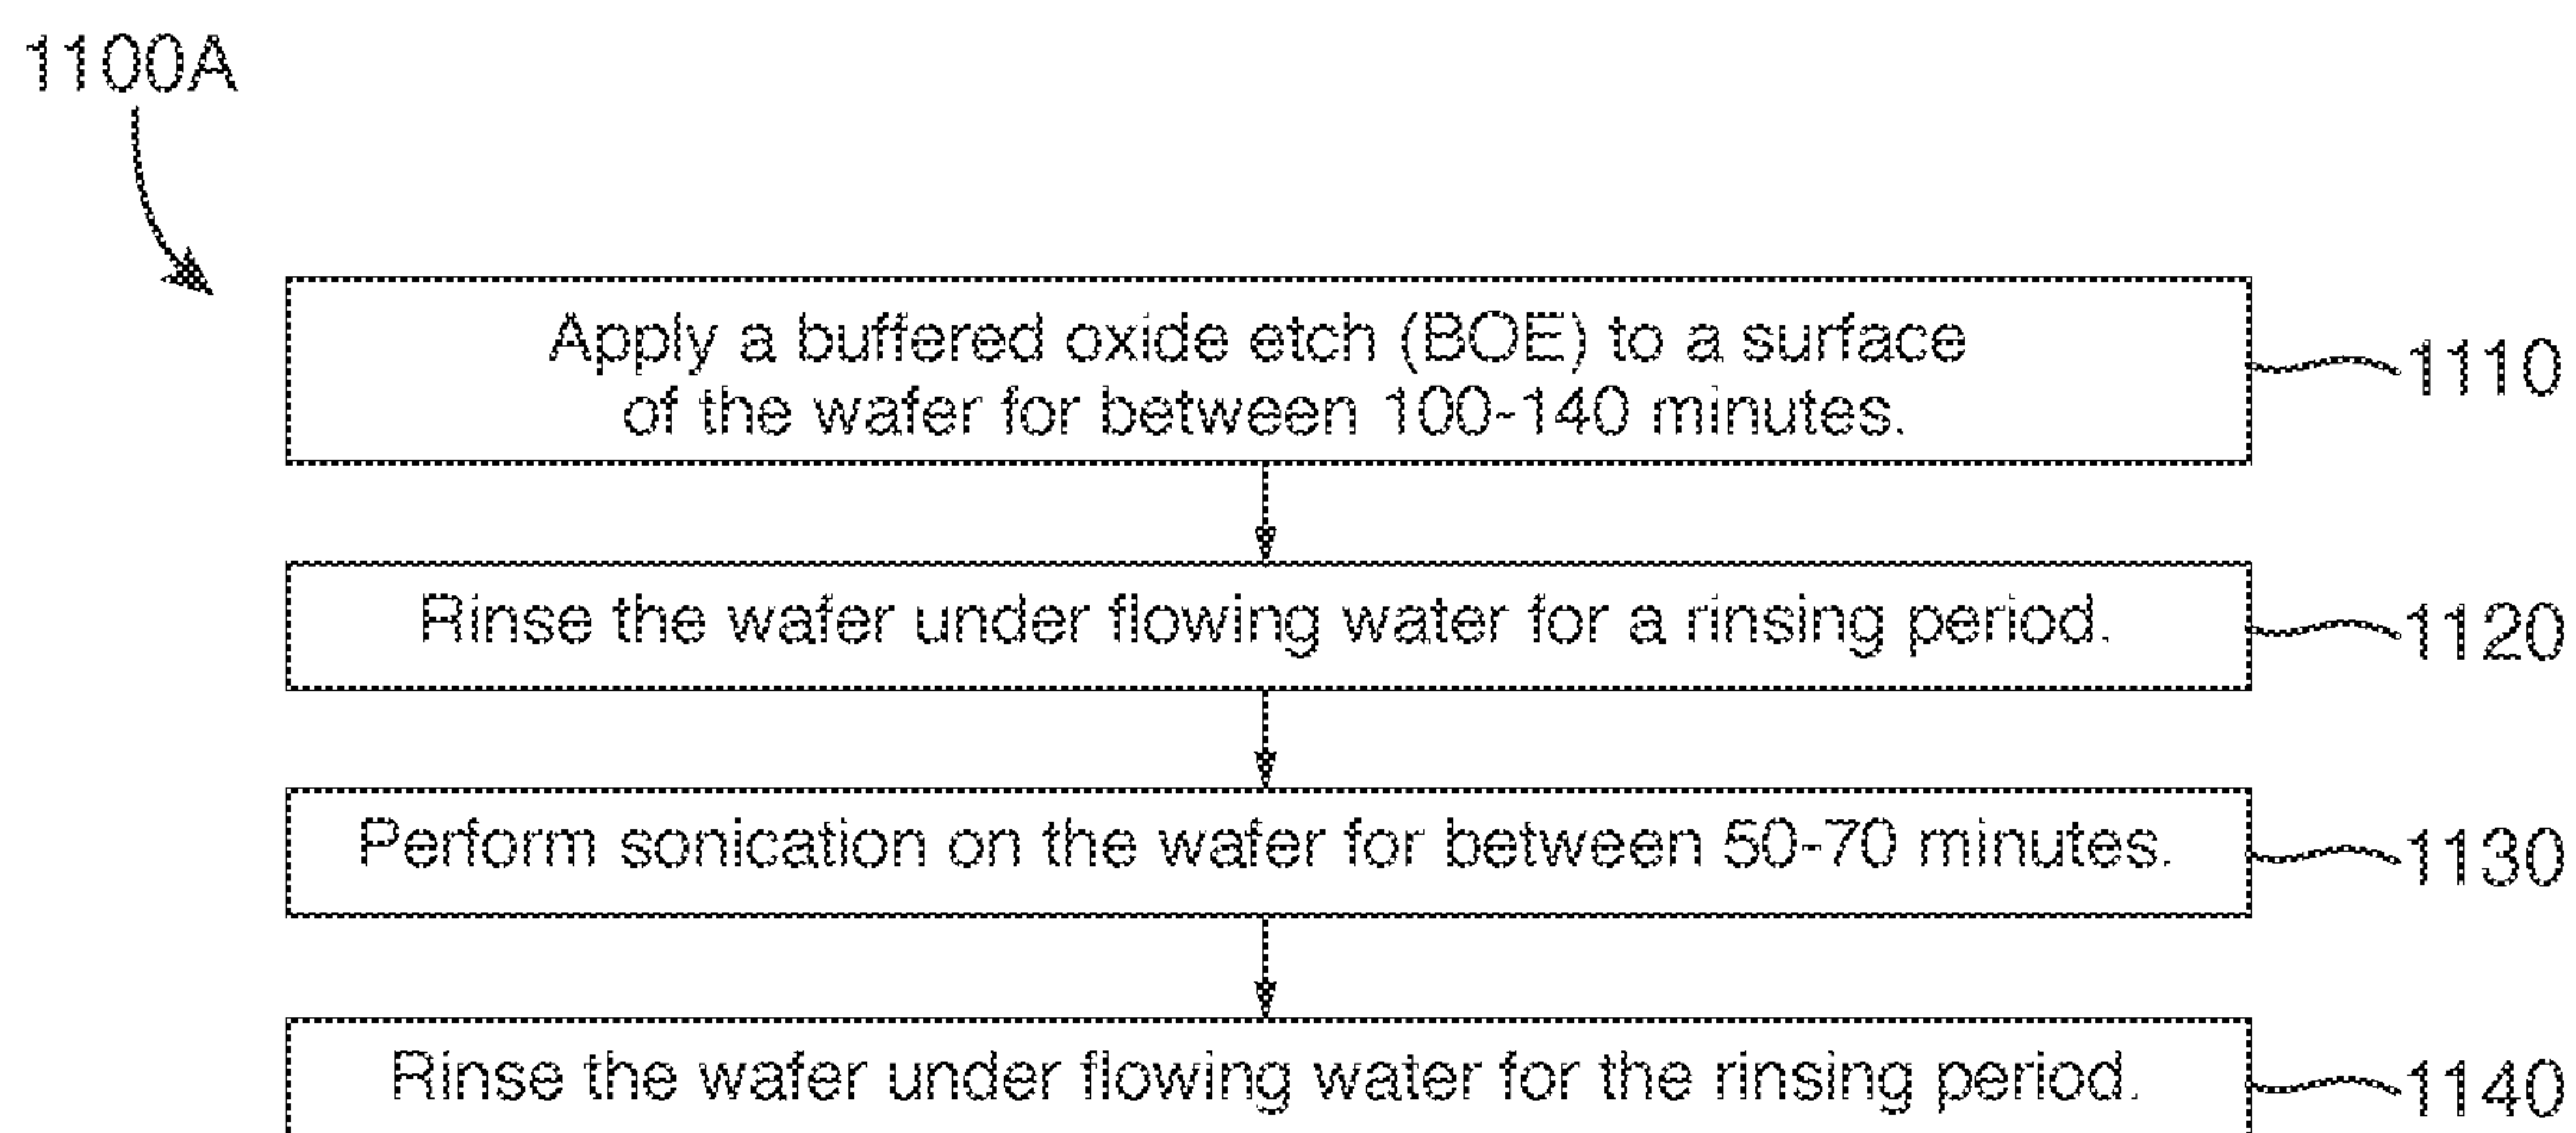 1100A
Apply a buffered oxide etch (BOE) to a surface
of the wafer for between 100-140 minutes.
1110
Rinse the wafer under flowing water for a rinsing period.
1120
Perform sonication on the wafer for between 50-70 minutes.
1130
Rinse the wafer under flowing water for the rinsing period.
1140